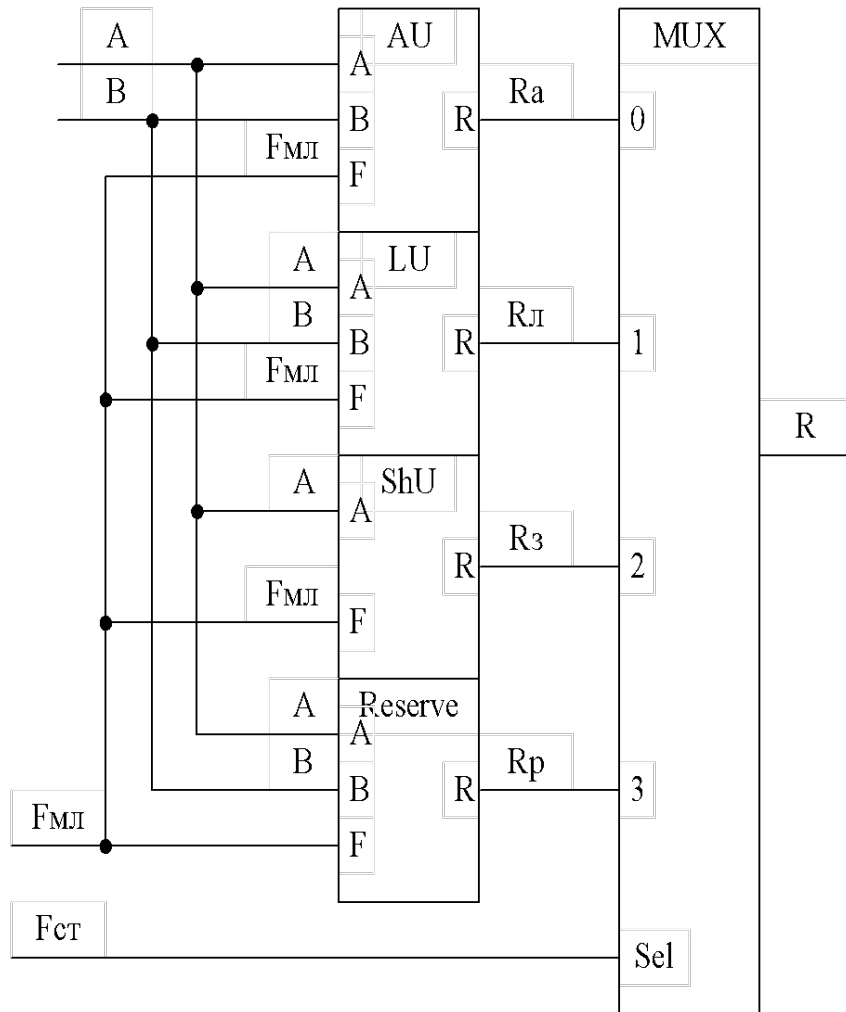 A AU MUX
A
B Ra
B R 0
Fмл
F
A LU
A
B Rл
B R 1
Fмл
F
R
A ShU
A
Rз
R 2
Fмл
F
A Reserve
A
B Rр
B R 3
Fмл
F
Fст
Sel